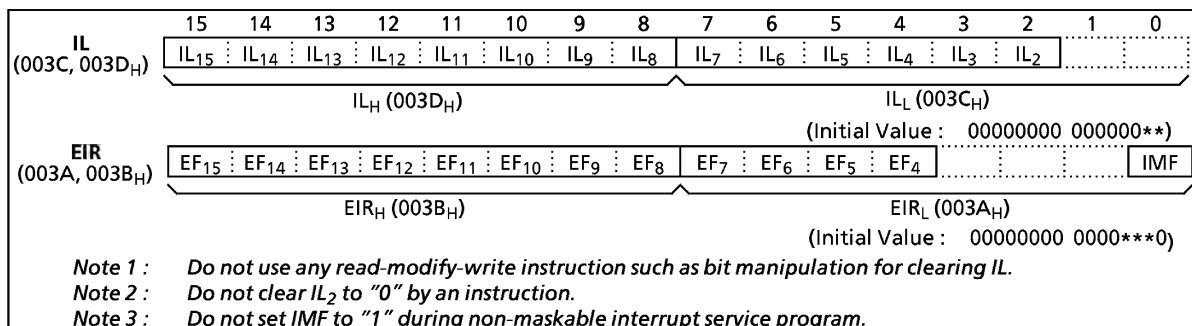 15 14 13 12 11 10 9 8 7 6 5 4 3 2 1 0
IL
(003C, 003DH)
IL15 IL14 IL13 IL12 IL11 IL10 IL9 IL8 IL7 IL6 IL5 IL4 IL3 IL2
ILH (003DH) ILL (003CH)
(Initial Value : 00000000 000000**)
EIR
(003A, 003BH)
EF15 EF14 EF13 EF12 EF11 EF10 EF9 EF8 EF7 EF6 EF5 EF4 IMF
EIRH (003BH) EIRL (003AH)
(Initial Value : 00000000 0000***0)
Note 1 : Do not use any read-modify-write instruction such as bit manipulation for clearing IL.
Note 2 : Do not clear IL2 to "0" by an instruction.
Note 3 : Do not set IMF to "1" during non-maskable interrupt service program.